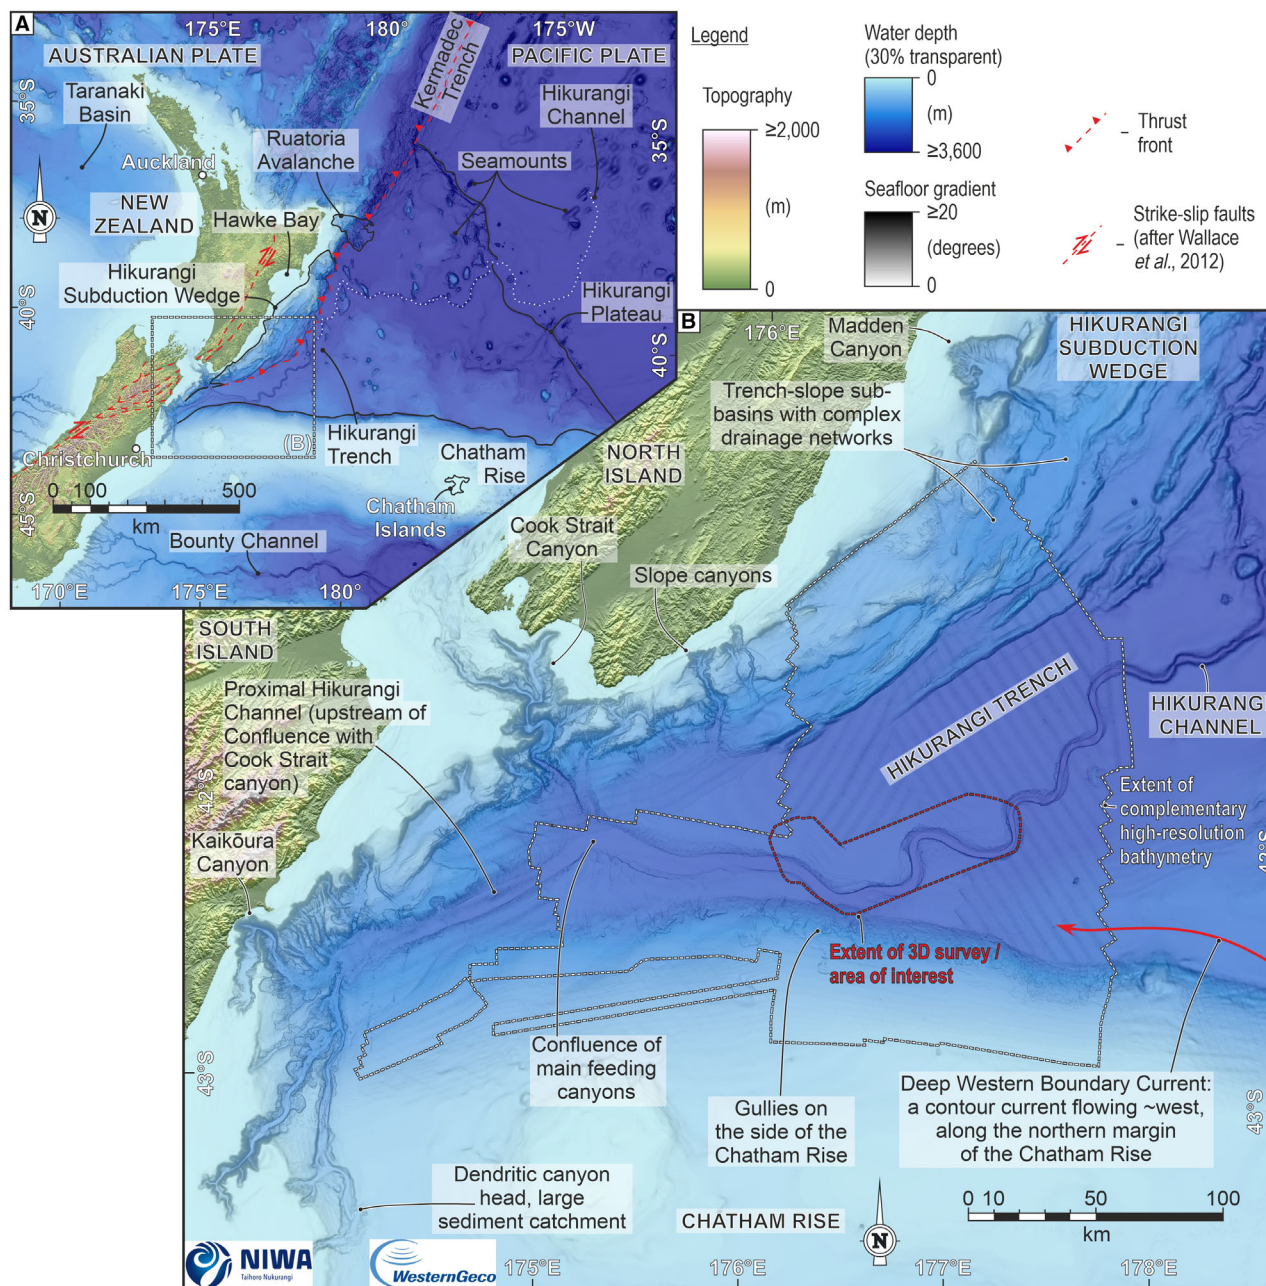 A
175°E
180°
175°W
AUSTRALIAN PLATE
PACIFIC PLATE
Kermadec
Trench
Taranaki
Basin
35°S
Hikurangi
Channel
35°S
Ruatoria
Avalanche
Seamounts
Auckland
N
NEW
ZEALAND
Hawke Bay
Hikurangi
Subduction Wedge
Hikurangi
Plateau
40°S
40°S
(B)
Hikurangi
Trench
Chatham
Rise
Christchurch
Chatham
Islands
0 100 500
km
45°S
Bounty Channel
170°E
175°E
180°
Legend
Topography
≥2,000
(m)
0
Water depth
(30% transparent)
0
(m)
≥3,600
Seafloor gradient
≥20
(degrees)
0
Thrust
front
Strike-slip faults
(after Wallace
et al., 2012)
B
176°E
Madden
Canyon
HIKURANGI
SUBDUCTION
WEDGE
Trench-slope sub-
basins with complex
drainage networks
NORTH
ISLAND
Cook Strait
Canyon
Slope canyons
SOUTH
ISLAND
Proximal Hikurangi
Channel (upstream of
Confluence with
Cook Strait
canyon)
HIKURANGI TRENCH
HIKURANG
CHANNEL
42°S
Extent of
complementary
high-resolution
bathymetry
42°S
Kaikōura
Canyon
Extent of 3D survey /
area of interest
Confluence of
main feeding
canyons
43°S
Gullies on
the side of the
Chatham Rise
Deep Western Boundary Current:
a contour current flowing ~west,
along the northern margin
of the Chatham Rise
43°S
Dendritic canyon
head, large
sediment catchment
CHATHAM RISE
N
0 10 50 100
km
NIWA
Taihoro Nukurangi
WesternGeco
175°E
176°E
177°E
178°E